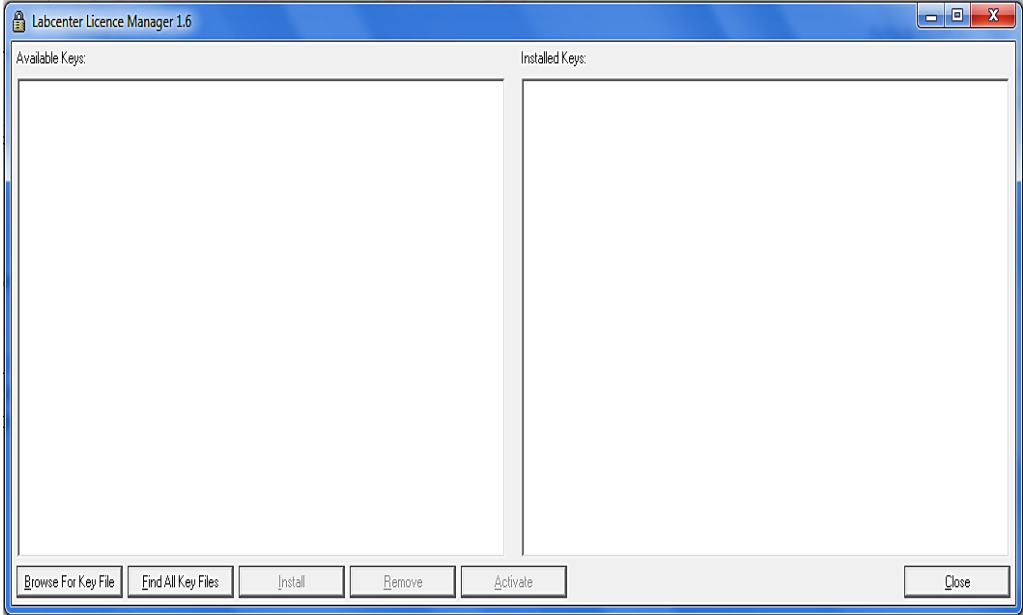 Labcenter Licence Manager 1.6
Available Keys:
Installed Keys:
Browse For Key File
Find All Key Files
Install
Remove
Activate
Close